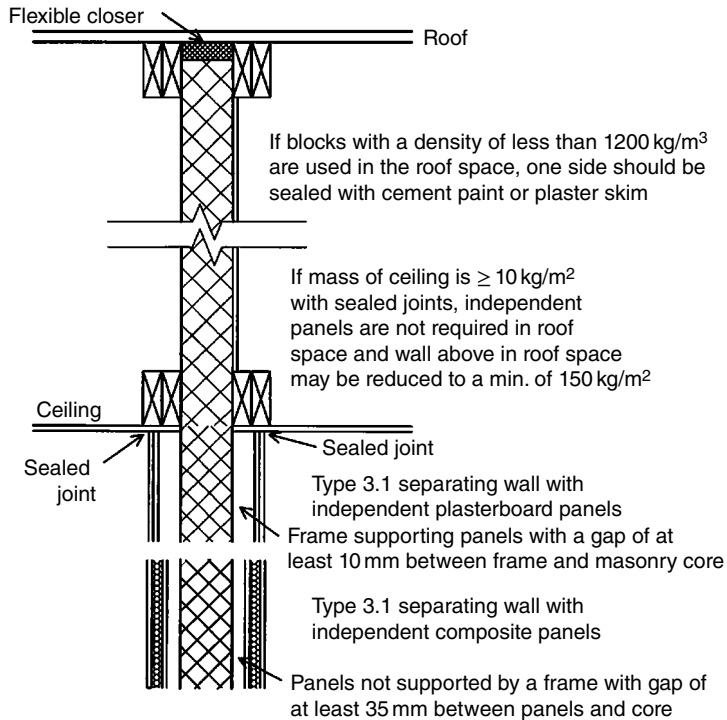 Flexible closer
Roof
If blocks with a density of less than 1200 kg/m³
are used in the roof space, one side should be
sealed with cement paint or plaster skim
If mass of ceiling is ≥ 10 kg/m²
with sealed joints, independent
panels are not required in roof
space and wall above in roof space
may be reduced to a min. of 150 kg/m²
Ceiling
Sealed joint
Sealed
joint
Type 3.1 separating wall with
independent plasterboard panels
Frame supporting panels with a gap of at
least 10 mm between frame and masonry core
Type 3.1 separating wall with
independent composite panels
Panels not supported by a frame with gap of
at least 35 mm between panels and core